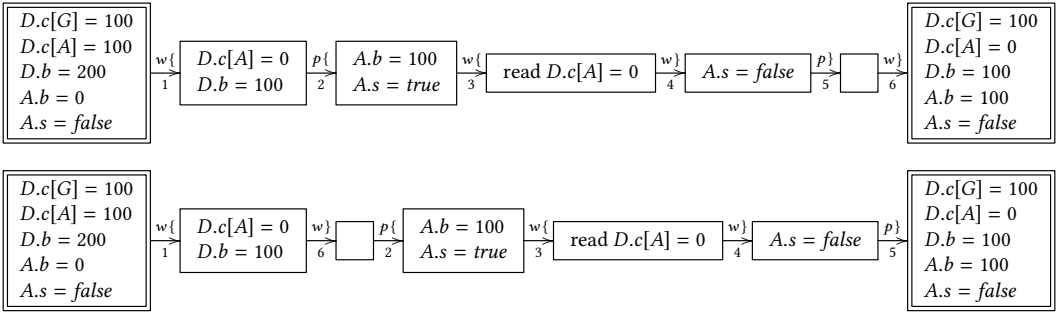 D.c[G] = 100
D.c[A] = 100
D.b = 200
A.b = 0
A.s = false
w{
1
D.c[A] = 0
D.b = 100
p{
2
A.b = 100
A.s = true
w{
3
read D.c[A] = 0
w}
4
A.s = false
p}
5
w}
6
D.c[G] = 100
D.c[A] = 0
D.b = 100
A.b = 100
A.s = false
D.c[G] = 100
D.c[A] = 100
D.b = 200
A.b = 0
A.s = false
w{
1
D.c[A] = 0
D.b = 100
w}
6
p{
2
A.b = 100
A.s = true
w{
3
read D.c[A] = 0
w}
4
A.s = false
p}
5
D.c[G] = 100
D.c[A] = 0
D.b = 100
A.b = 100
A.s = false